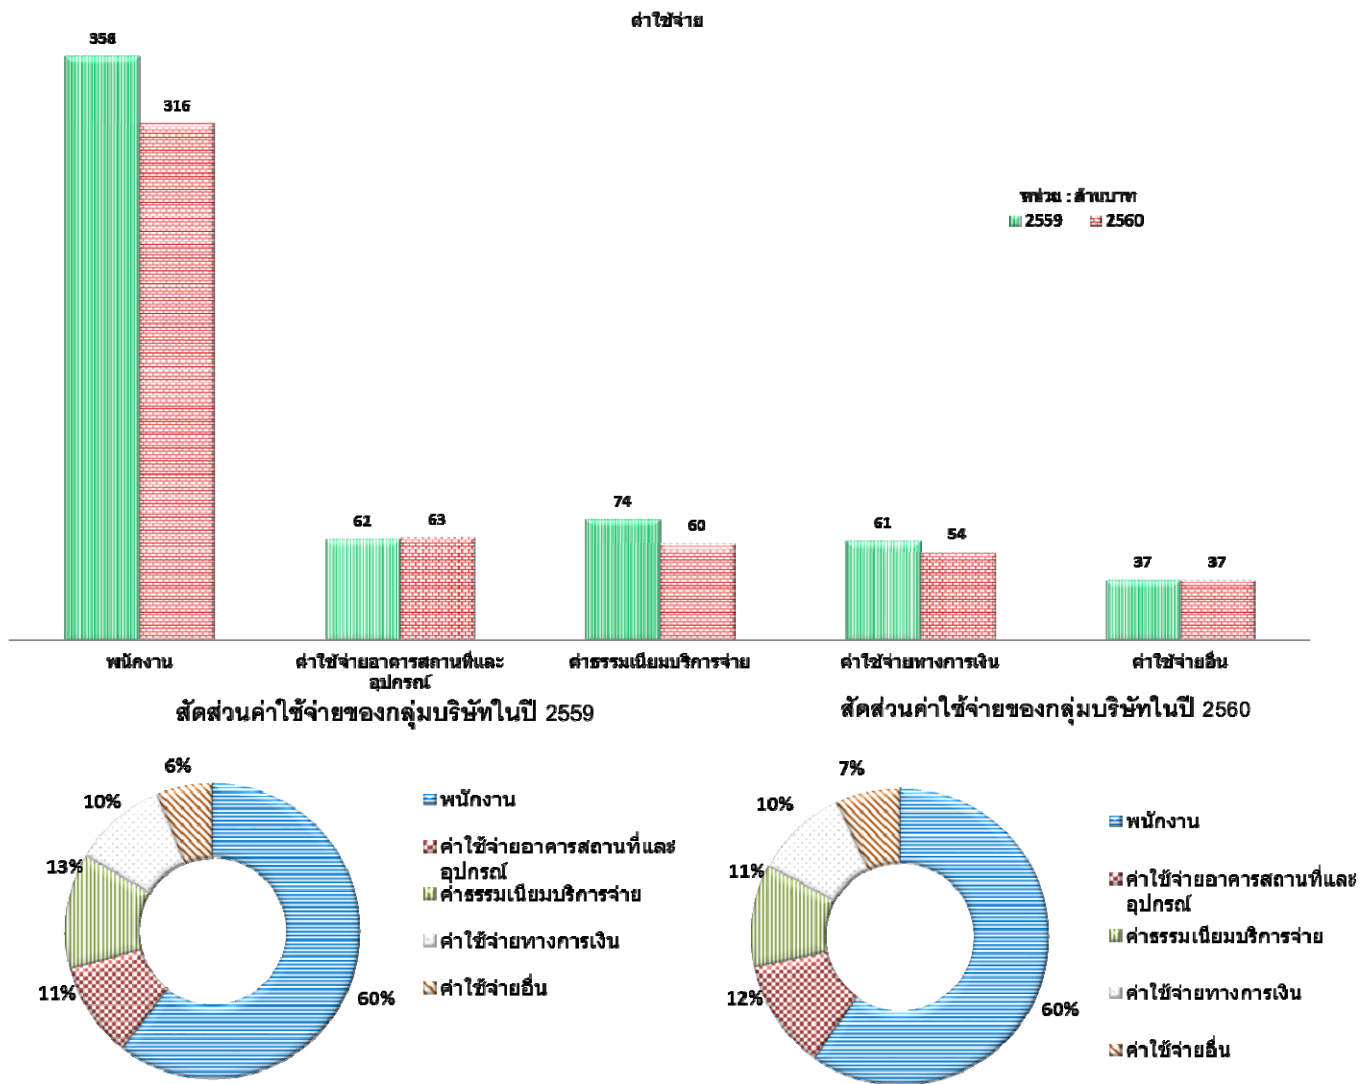 ค่าใช้จ่าย
358
316
หน่วย : ล้านบาท
2559 2560
62 63 74 60 61 54 37 37
พนักงาน ค่าใช้จ่ายอาคารสถานที่และ ค่าธรรมเนียมบริการจ่าย ค่าใช้จ่ายทางการเงิน ค่าใช้จ่ายอื่น
อุปกรณ์
สัดส่วนค่าใช้จ่ายของกลุ่มบริษัทในปี 2559
6%
10%
13%
11%
60%
พนักงาน
ค่าใช้จ่ายอาคารสถานที่และ
อุปกรณ์
ค่าธรรมเนียมบริการจ่าย
ค่าใช้จ่ายทางการเงิน
ค่าใช้จ่ายอื่น
สัดส่วนค่าใช้จ่ายของกลุ่มบริษัทในปี 2560
7%
10%
11%
12%
60%
พนักงาน
ค่าใช้จ่ายอาคารสถานที่และ
อุปกรณ์
ค่าธรรมเนียมบริการจ่าย
ค่าใช้จ่ายทางการเงิน
ค่าใช้จ่ายอื่น